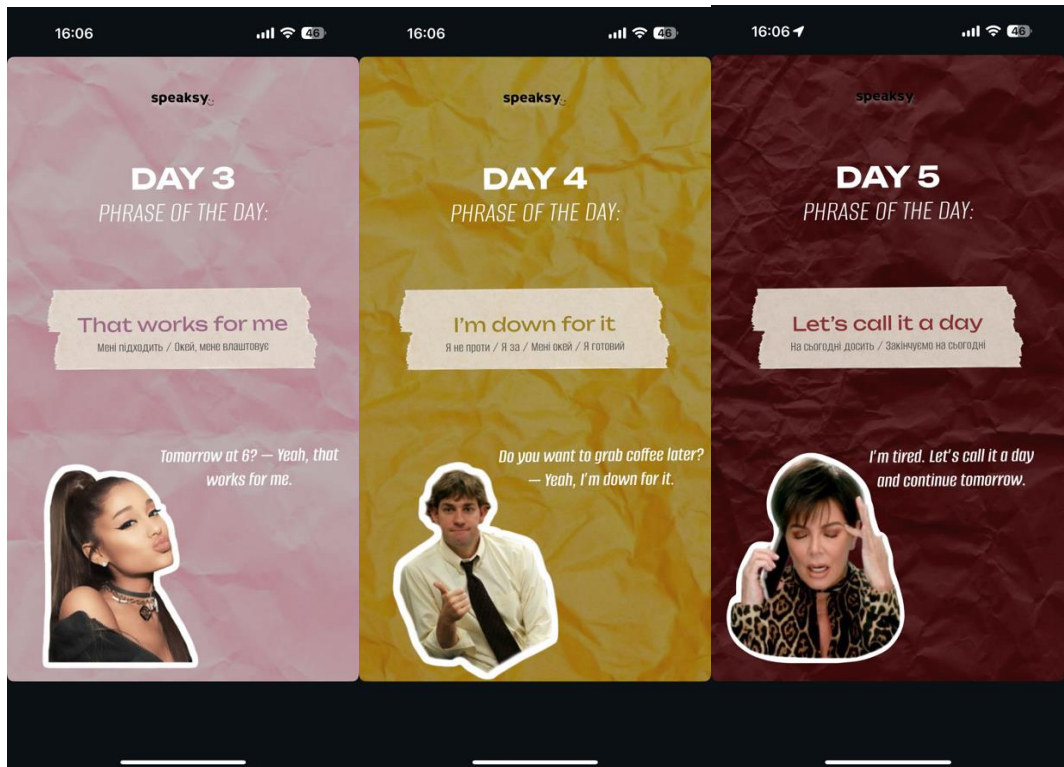 16:06
46
speaksy
DAY 3
PHRASE OF THE DAY:
That works for me
Мені підходить / Окей, мене влаштовує
Tomorrow at 6? — Yeah, that
works for me.
16:06
46
speaksy
DAY 4
PHRASE OF THE DAY:
I'm down for it
Я не проти / Я за / Мені окей / Я готовий
Do you want to grab coffee later?
— Yeah, I'm down for it.
16:06
46
speaksy
DAY 5
PHRASE OF THE DAY:
Let's call it a day
На сьогодні досить / Закінчуємо на сьогодні
I'm tired. Let's call it a day
and continue tomorrow.